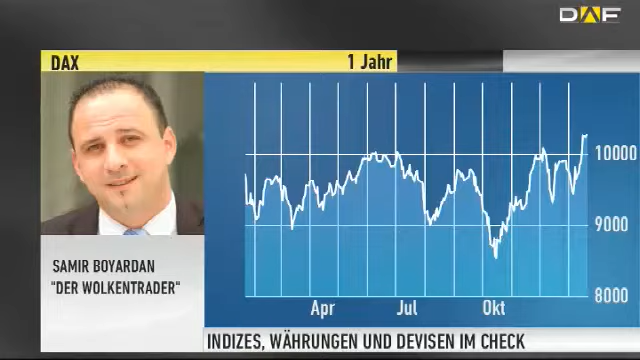 DAF
DAX 1 Jahr
10000
9000
8000
Apr Jul Okt
SAMIR BOYARDAN
"DER WOLKENTRADER"
INDIZES, WÄHRUNGEN UND DEVISEN IM CHECK